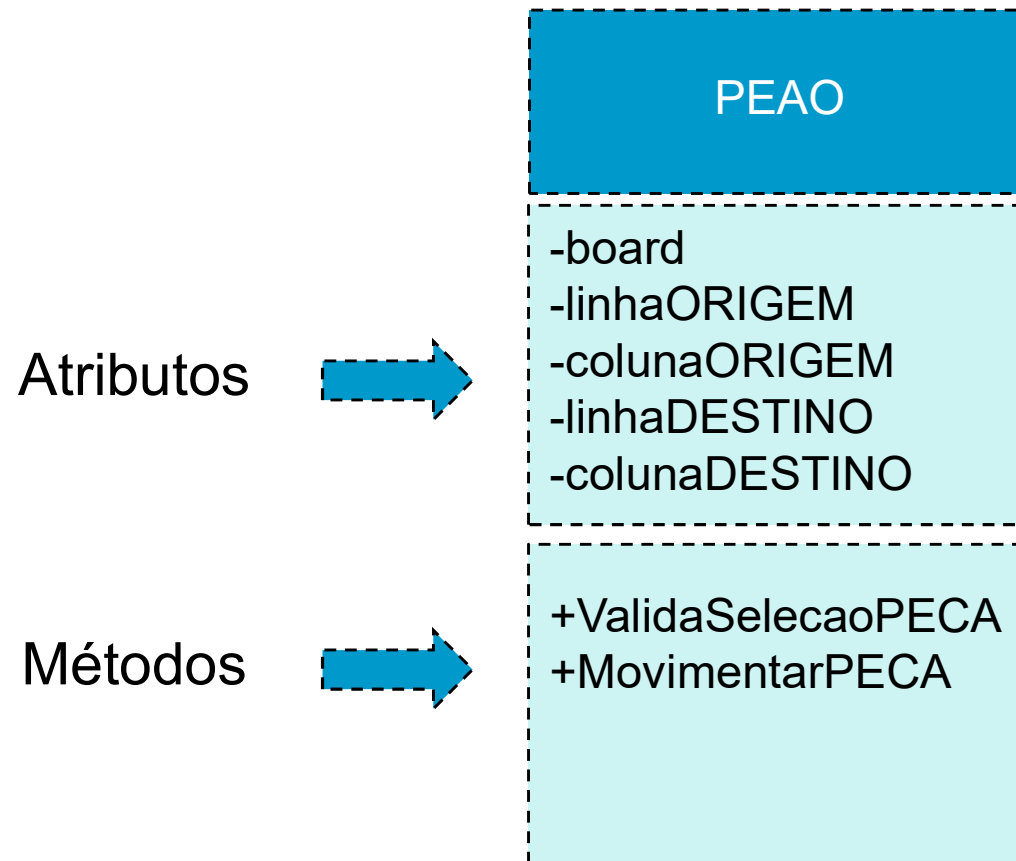 PEAO
Atributos
-board
-linhaORIGEM
-colunaORIGEM
-linhaDESTINO
-colunaDESTINO
Métodos
+ValidaSelecaoPECA
+MovimentarPECA